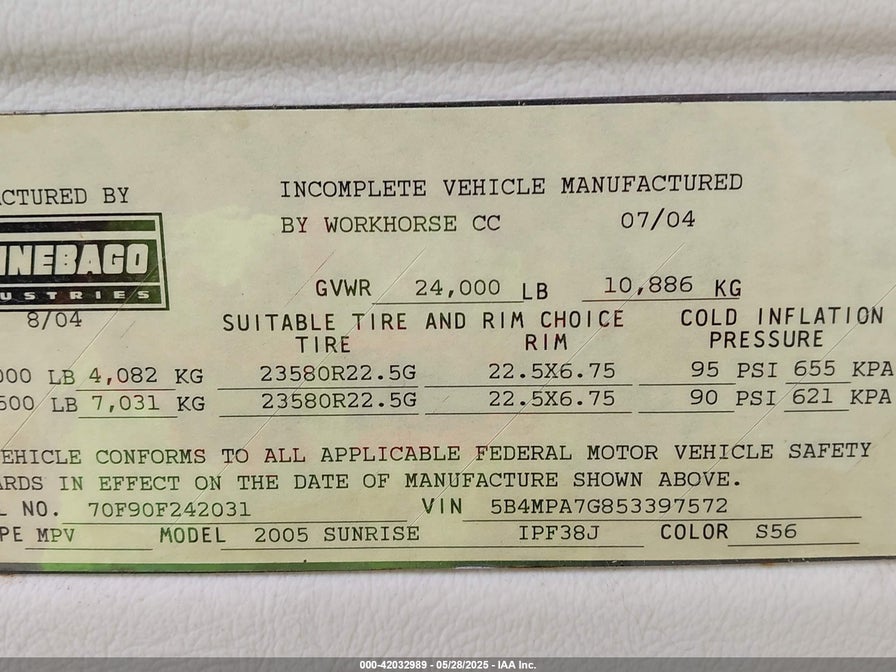 ACTURED BY
INCOMPLETE VEHICLE MANUFACTURED
BY WORKHORSE CC 07/04
NNEBAGO
USTRIES
8/04
GVWR 24,000 LB 10,886 KG
SUITABLE TIRE AND RIM CHOICE COLD INFLATION
TIRE RIM PRESSURE
000 LB 4,082 KG 23580R22.5G 22.5X6.75 95 PSI 655 KPA
500 LB 7,031 KG 23580R22.5G 22.5X6.75 90 PSI 621 KPA
EHICLE CONFORMS TO ALL APPLICABLE FEDERAL MOTOR VEHICLE SAFETY
ARDS IN EFFECT ON THE DATE OF MANUFACTURE SHOWN ABOVE.
L NO. 70F90F242031 VIN 5B4MPA7G853397572
PE MPV MODEL 2005 SUNRISE IPF38J COLOR S56
000-42032989 - 05/28/2025 - IAA Inc.